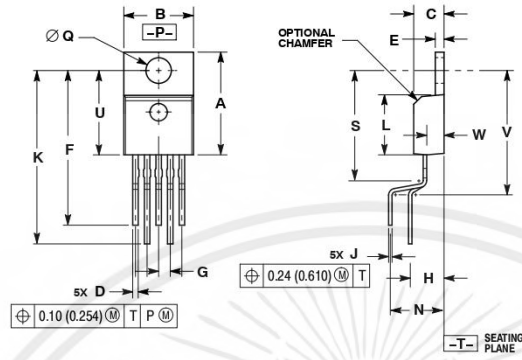 B
-P-
Ø Q
U
F
K
A
G
5X D
⌖ 0.10 (0.254) Ⓜ T P Ⓜ
C
E
OPTIONAL
CHAMFER
S
L
W
V
5X J
⌖ 0.24 (0.610) Ⓜ T
H
N
-T- SEATING
PLANE